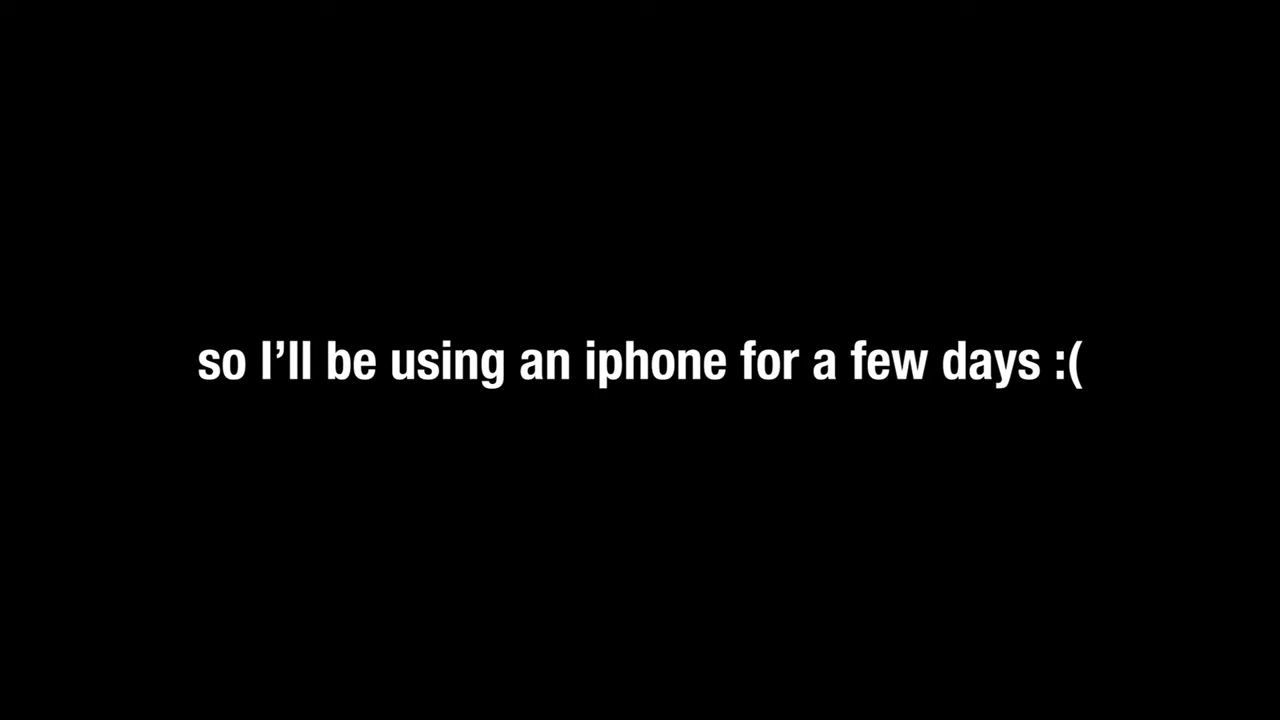 so I’ll be using an iphone for a few days :(